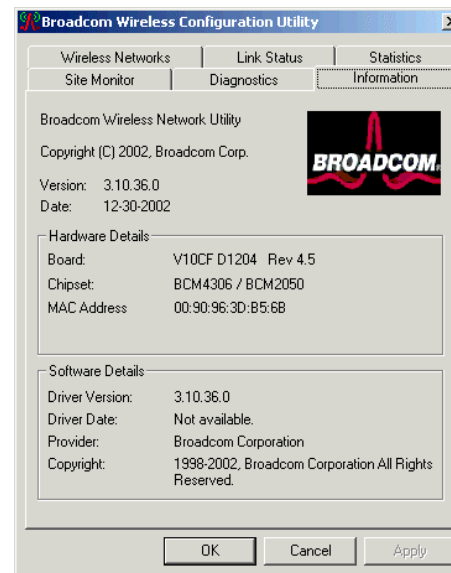 Broadcom Wireless Configuration Utility
Wireless Networks Link Status Statistics
Site Monitor Diagnostics Information
Broadcom Wireless Network Utility
Copyright (C) 2002, Broadcom Corp.
BROADCOM.
Version: 3.10.36.0
Date: 12-30-2002
Hardware Details
Board: V10CF D1204 Rev 4.5
Chipset: BCM4306 / BCM2050
MAC Address 00:90:96:3D:B5:6B
Software Details
Driver Version: 3.10.36.0
Driver Date: Not available.
Provider: Broadcom Corporation
Copyright: 1998-2002, Broadcom Corporation All Rights
Reserved.
OK Cancel Apply